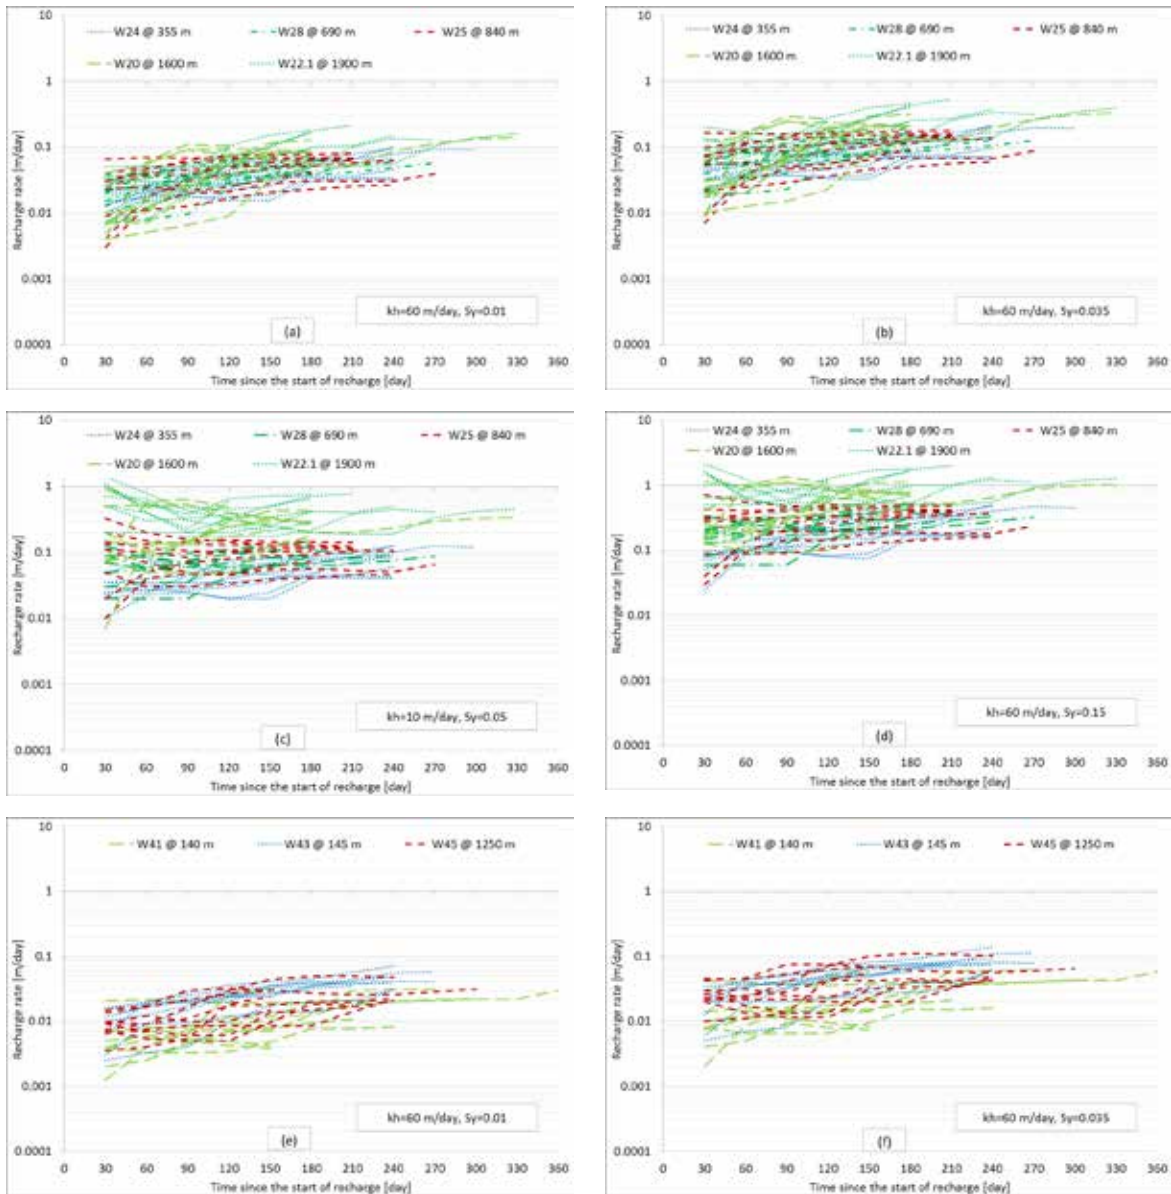 10
W24 @ 355 m W28 @ 690 m W25 @ 840 m
W20 @ 1600 m W22.1 @ 1900 m
1
0.1
0.01
0.001
0.0001
Recharge rate [m/day]
kh=60 m/day, Sy=0.01
(a)
0 30 60 90 120 150 180 210 240 270 300 330 360
Time since the start of recharge [day]
10
W24 @ 355 m W28 @ 690 m W25 @ 840 m
W20 @ 1600 m W22.1 @ 1900 m
1
0.1
0.01
0.001
0.0001
Recharge rate [m/day]
kh=60 m/day, Sy=0.035
(b)
0 30 60 90 120 150 180 210 240 270 300 330 360
Time since the start of recharge [day]
10
W24 @ 355 m W28 @ 690 m W25 @ 840 m
W20 @ 1600 m W22.1 @ 1900 m
1
0.1
0.01
0.001
0.0001
Recharge rate [m/day]
kh=10 m/day, Sy=0.05
(c)
0 30 60 90 120 150 180 210 240 270 300 330 360
Time since the start of recharge [day]
10
W24 @ 355 m W28 @ 690 m W25 @ 840 m
W20 @ 1600 m W22.1 @ 1900 m
1
0.1
0.01
0.001
0.0001
Recharge rate [m/day]
kh=60 m/day, Sy=0.15
(d)
0 30 60 90 120 150 180 210 240 270 300 330 360
Time since the start of recharge [day]
10
W41 @ 140 m W43 @ 145 m W45 @ 1250 m
1
0.1
0.01
0.001
0.0001
Recharge rate [m/day]
kh=60 m/day, Sy=0.01
(e)
0 30 60 90 120 150 180 210 240 270 300 330 360
Time since the start of recharge [day]
10
W41 @ 140 m W43 @ 145 m W45 @ 1250 m
1
0.1
0.01
0.001
0.0001
Recharge rate [m/day]
kh=60 m/day, Sy=0.035
(f)
0 30 60 90 120 150 180 210 240 270 300 330 360
Time since the start of recharge [day]